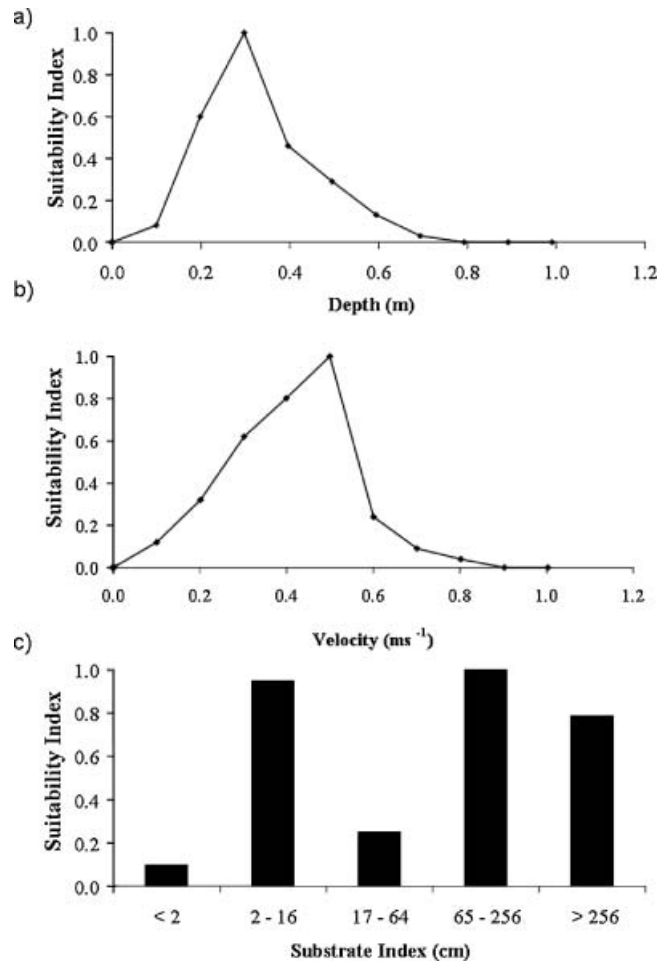 a)
Suitability Index
1.0
0.8
0.6
0.4
0.2
0.0
0.0 0.2 0.4 0.6 0.8 1.0 1.2
Depth (m)
b)
Suitability Index
1.0
0.8
0.6
0.4
0.2
0.0
0.0 0.2 0.4 0.6 0.8 1.0 1.2
Velocity (ms⁻¹)
c)
Suitability Index
1.0
0.8
0.6
0.4
0.2
0.0
< 2 2 - 16 17 - 64 65 - 256 > 256
Substrate Index (cm)